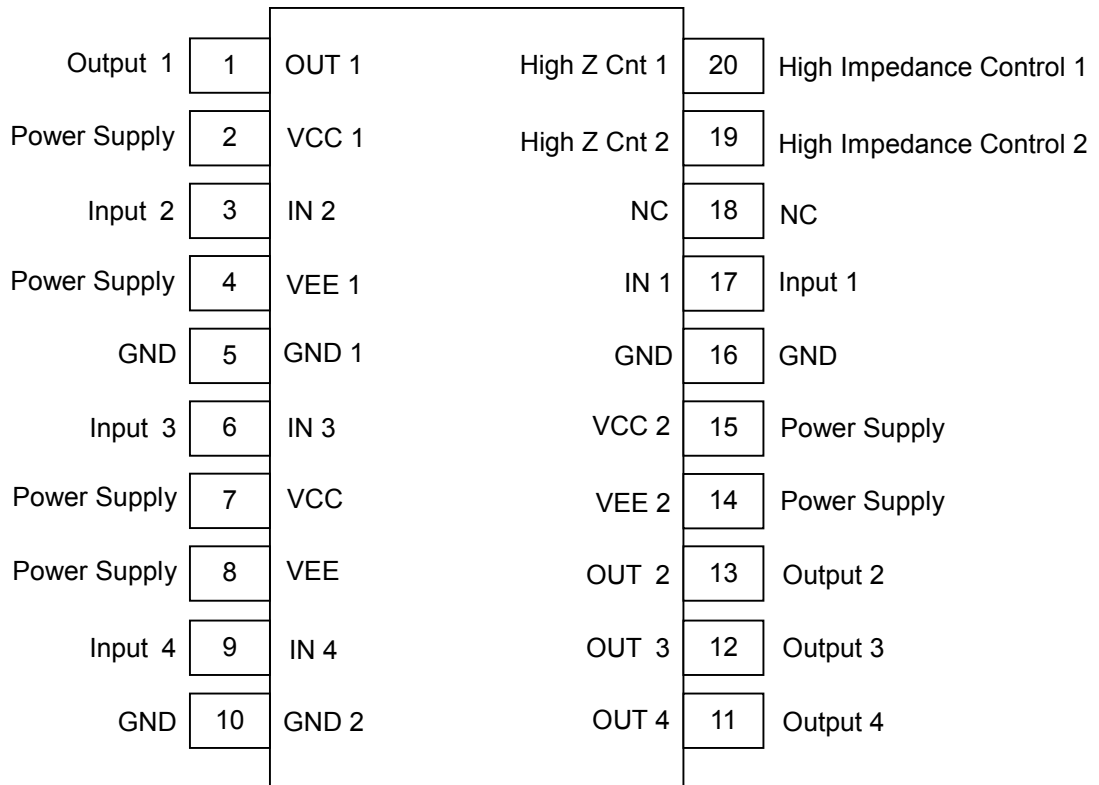 Output 1 1 OUT 1 High Z Cnt 1 20 High Impedance Control 1
Power Supply 2 VCC 1 High Z Cnt 2 19 High Impedance Control 2
Input 2 3 IN 2 NC 18 NC
Power Supply 4 VEE 1 IN 1 17 Input 1
GND 5 GND 1 GND 16 GND
Input 3 6 IN 3 VCC 2 15 Power Supply
Power Supply 7 VCC VEE 2 14 Power Supply
Power Supply 8 VEE OUT 2 13 Output 2
Input 4 9 IN 4 OUT 3 12 Output 3
GND 10 GND 2 OUT 4 11 Output 4